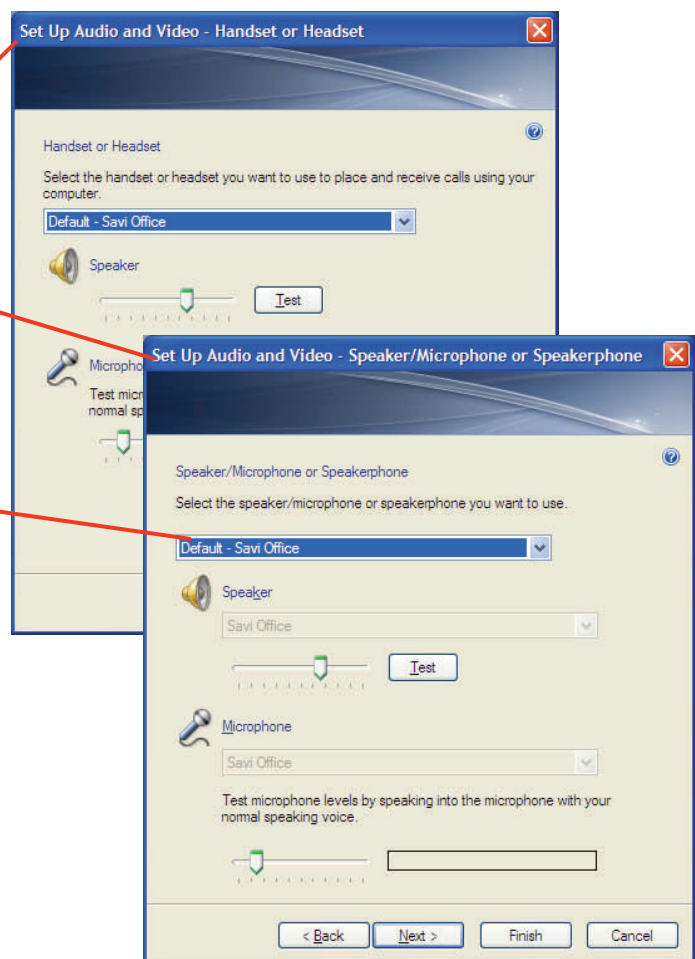 Set Up Audio and Video - Handset or Headset
Handset or Headset
Select the handset or headset you want to use to place and receive calls using your
computer.
Default - Savi Office
Speaker
Test
Micropho
Test micr
normal sp
Set Up Audio and Video - Speaker/Microphone or Speakerphone
Speaker/Microphone or Speakerphone
Select the speaker/microphone or speakerphone you want to use.
Default - Savi Office
Speaker
Savi Office
Test
Microphone
Savi Office
Test microphone levels by speaking into the microphone with your
normal speaking voice.
< Back Next > Finish Cancel